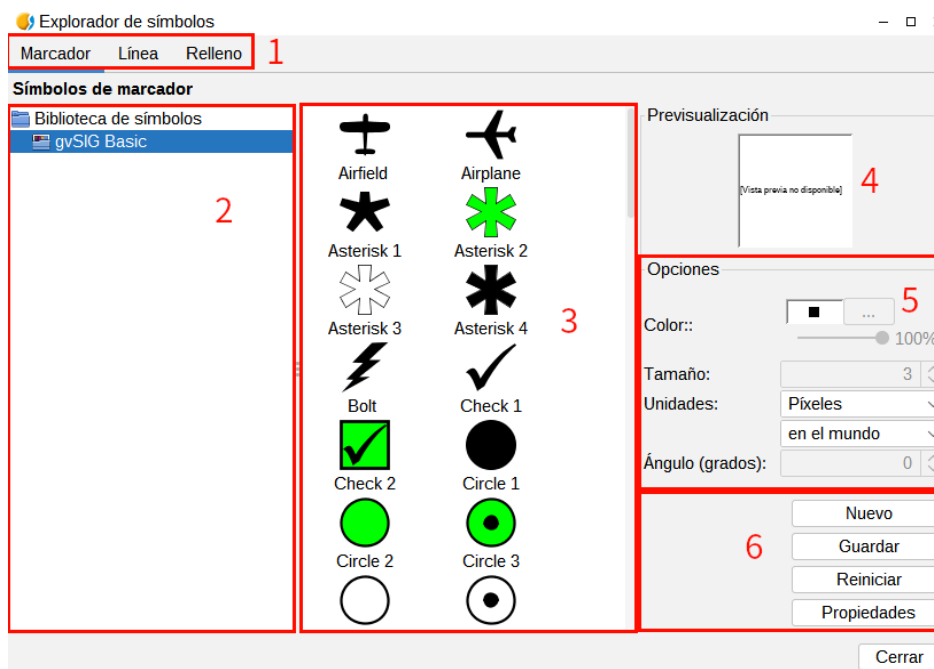 Explorador de símbolos
Marcador Línea Relleno 1
Símbolos de marcador
Biblioteca de símbolos
gvSIG Basic
2
Airfield Airplane
Asterisk 1 Asterisk 2
Asterisk 3 Asterisk 4
3
Bolt Check 1
Check 2 Circle 1
Circle 2 Circle 3
Previsualización
[Vista previa no disponible]
4
Opciones
5
Color:: ...
100%
Tamaño: 3
Unidades: Píxeles
en el mundo
Ángulo (grados): 0
6
Nuevo
Guardar
Reiniciar
Propiedades
Cerrar